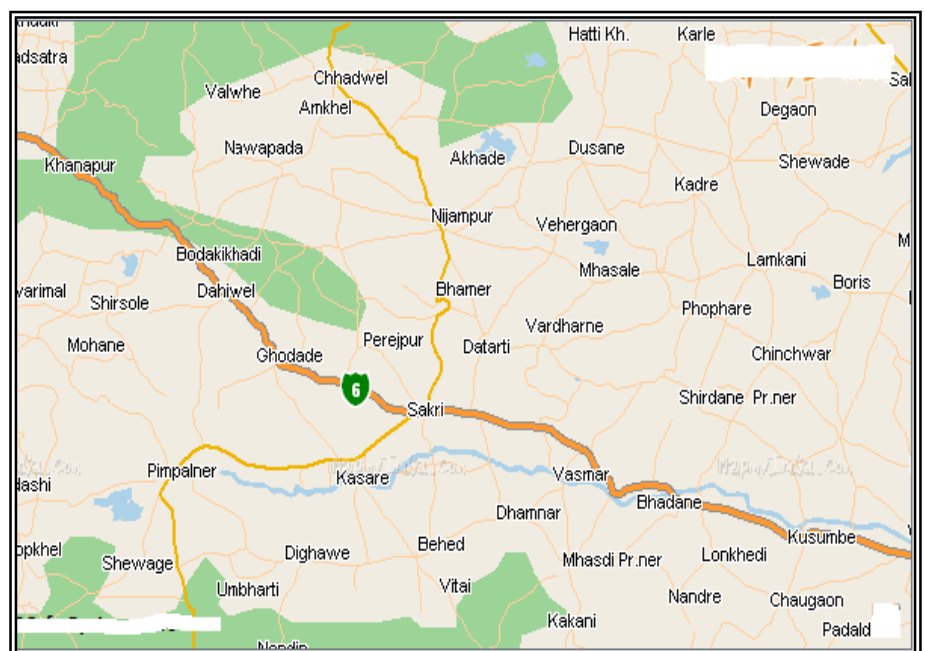 Hatti Kh.
Karle
adsatra
Chhadwel
Valwhe
Amkhel
Degaon
Nawapada
Akhade
Dusane
Shewade
Khanapur
Kadre
Nijampur
Vehergaon
Bodakikhadi
Lamkani
Mhasale
Boris
varimal
Shirsole
Dahiwel
Bhamer
Phophare
Vardharne
Mohane
Perejpur
Datarti
Ghodade
Chinchwar
6
Shirdane Pr.ner
Sakri
Pimpalner
Kasare
Vasmar
Bhadane
Dhamnar
Kusumbe
opkhel
Behed
Dighawe
Shewage
Mhasdi Pr.ner
Lonkhedi
Umbharti
Vitai
Nandre
Chaugaon
Kakani
Padald